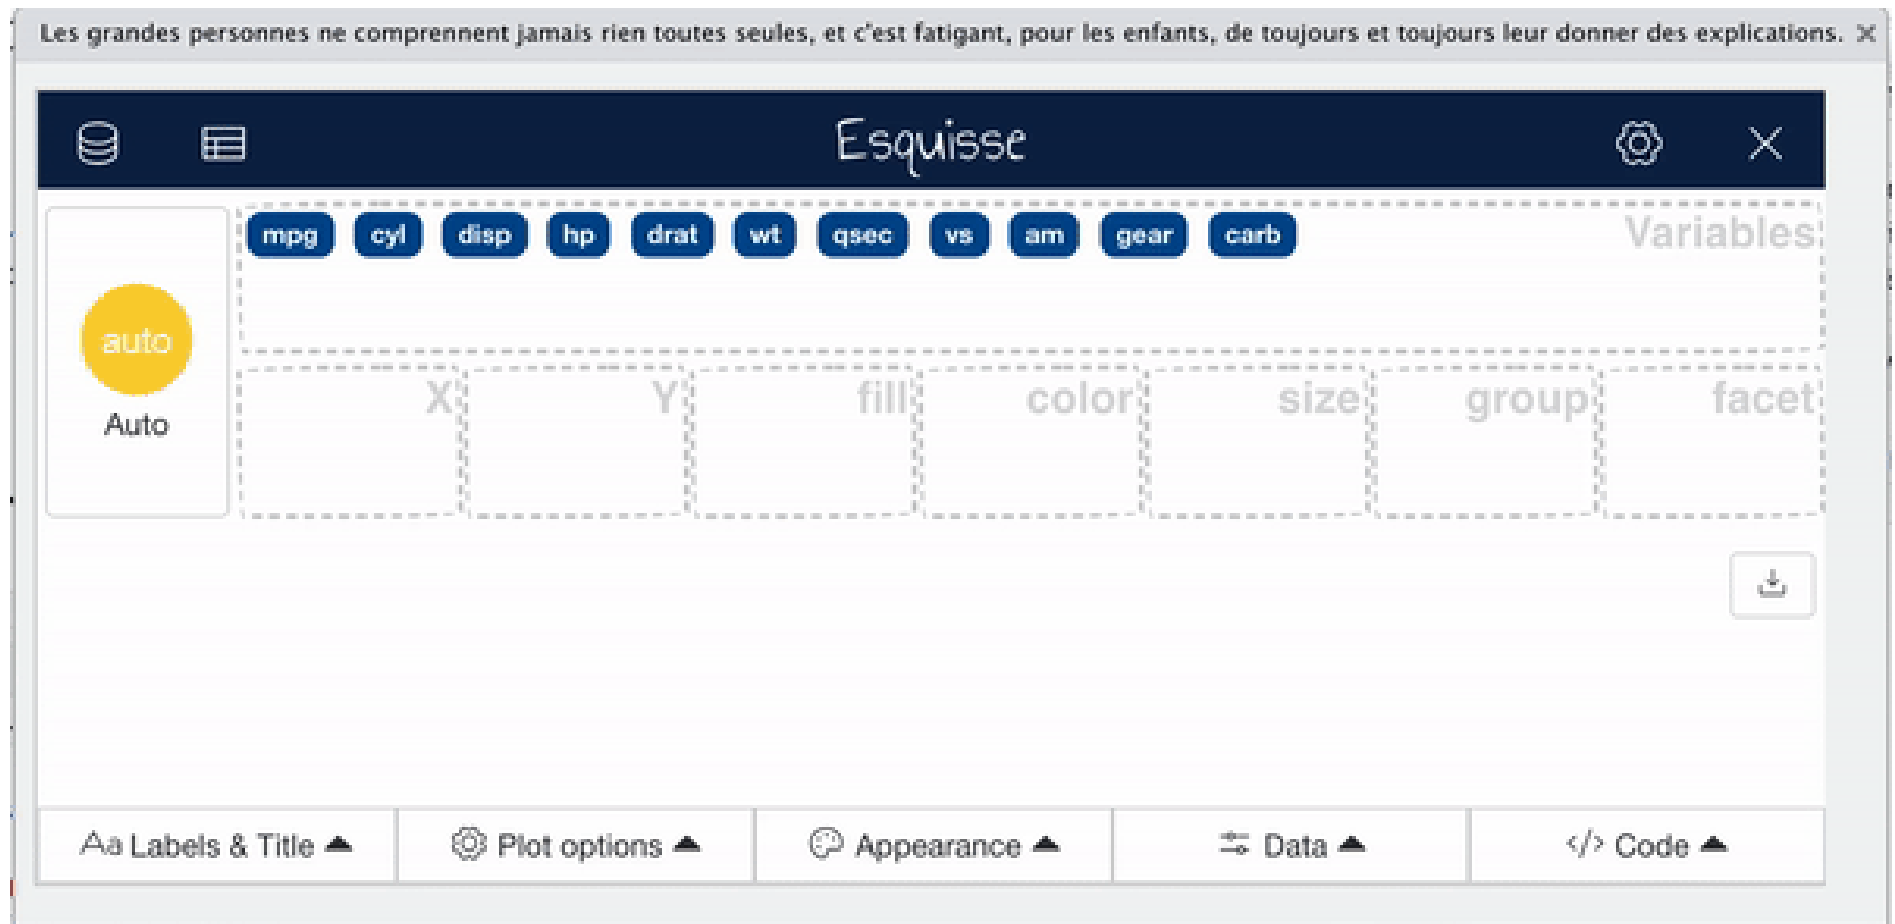 Les grandes personnes ne comprennent jamais rien toutes seules, et c'est fatigant, pour les enfants, de toujours et toujours leur donner des explications.
Esquisse
mpg cyl disp hp drat wt qsec vs am gear carb Variables
auto
Auto
X Y fill color size group facet
Aa Labels & Title Plot options Appearance Data </> Code